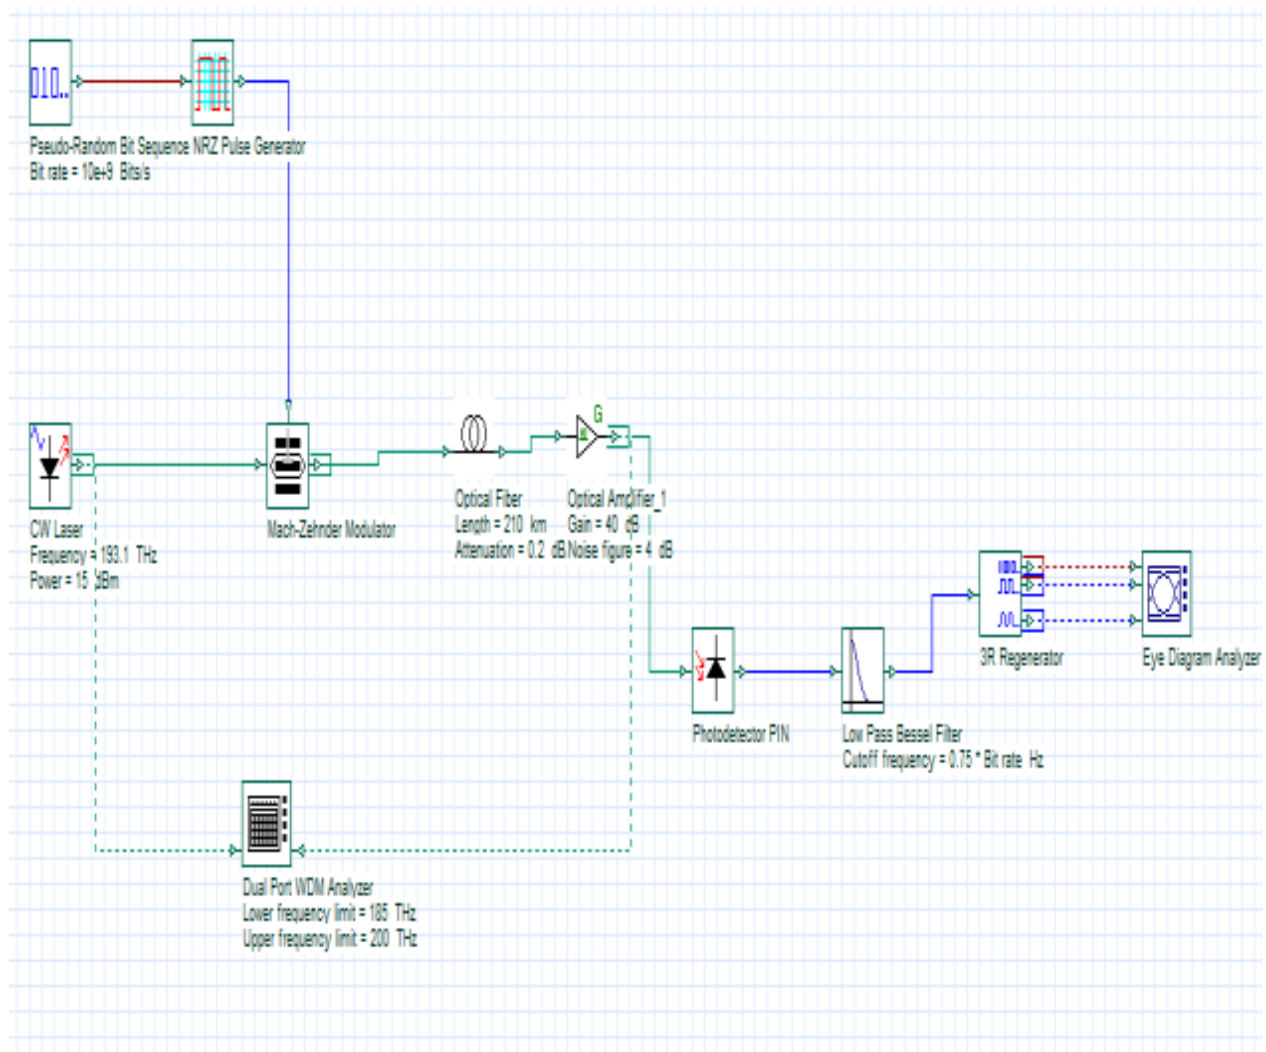 Pseudo-Random Bit Sequence NRZ Pulse Generator
Bit rate = 10e+9 Bits/s
G
CW Laser
Frequency = 193.1 THz
Power = 15 dBm
Mach-Zehnder Modulator
Optical Fiber
Length = 210 km
Attenuation = 0.2 dB
Optical Amplifier_1
Gain = 40 dB
Noise figure = 4 dB
3R Regenerator
Eye Diagram Analyzer
Photodetector PIN
Low Pass Bessel Filter
Cutoff frequency = 0.75 * Bit rate Hz
Dual Port WDM Analyzer
Lower frequency limit = 185 THz
Upper frequency limit = 200 THz